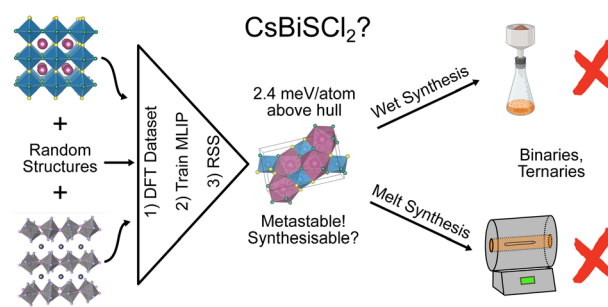 CsBiSCl₂?
+
Random
Structures
+
1) DFT Dataset
2) Train MLIP
3) RSS
2.4 meV/atom
above hull
Metastable!
Synthesisable?
Wet Synthesis
Melt Synthesis
Binaries,
Ternaries